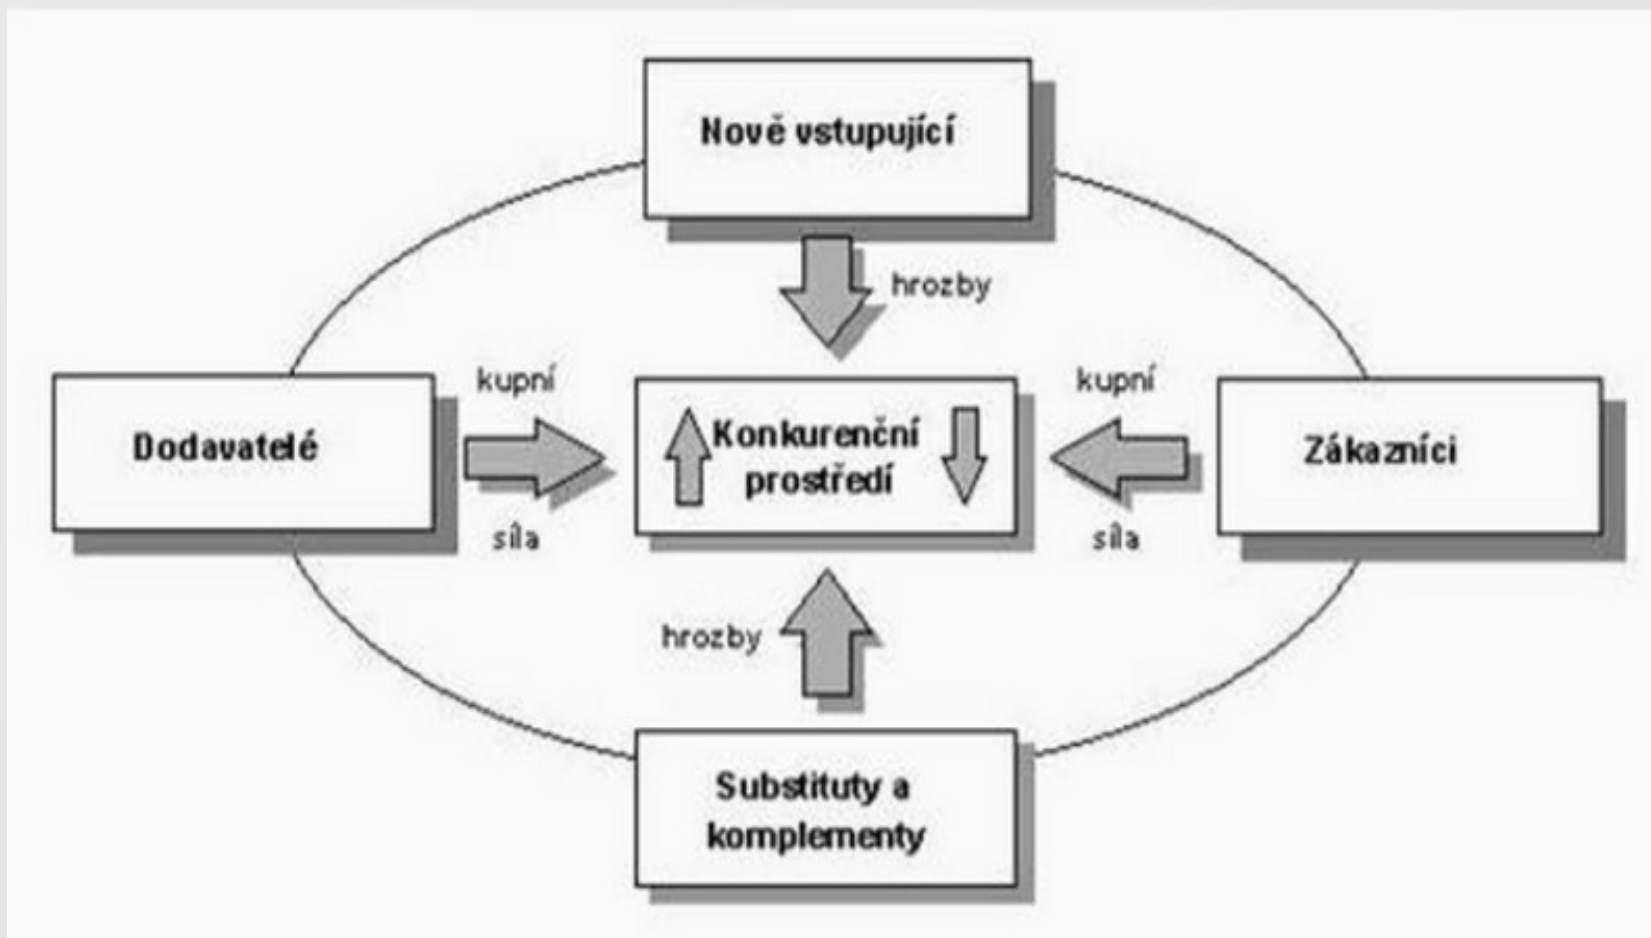 Nově vstupující
hrozby
kupní
kupní
Dodavatelé
Konkurenční
prostředí
Zákazníci
síla
síla
hrozby
Substituty a
komplementy